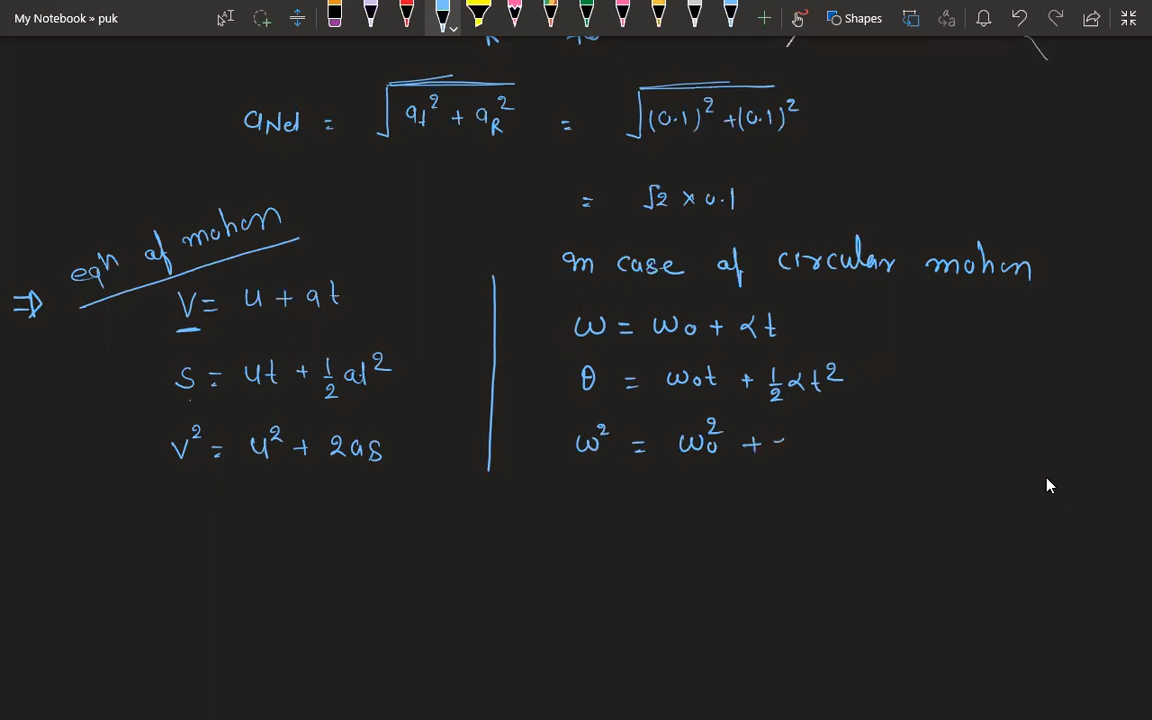 My Notebook » puk
Shapes
aNet = √(at² + aR²) = √((0.1)² + (0.1)²)
= √2 × 0.1
eqn of motion
⇒ V = u + at
S = ut + ½at²
v² = u² + 2as
In case of circular motion
ω = ω₀ + αt
θ = ω₀t + ½αt²
ω² = ω₀² +